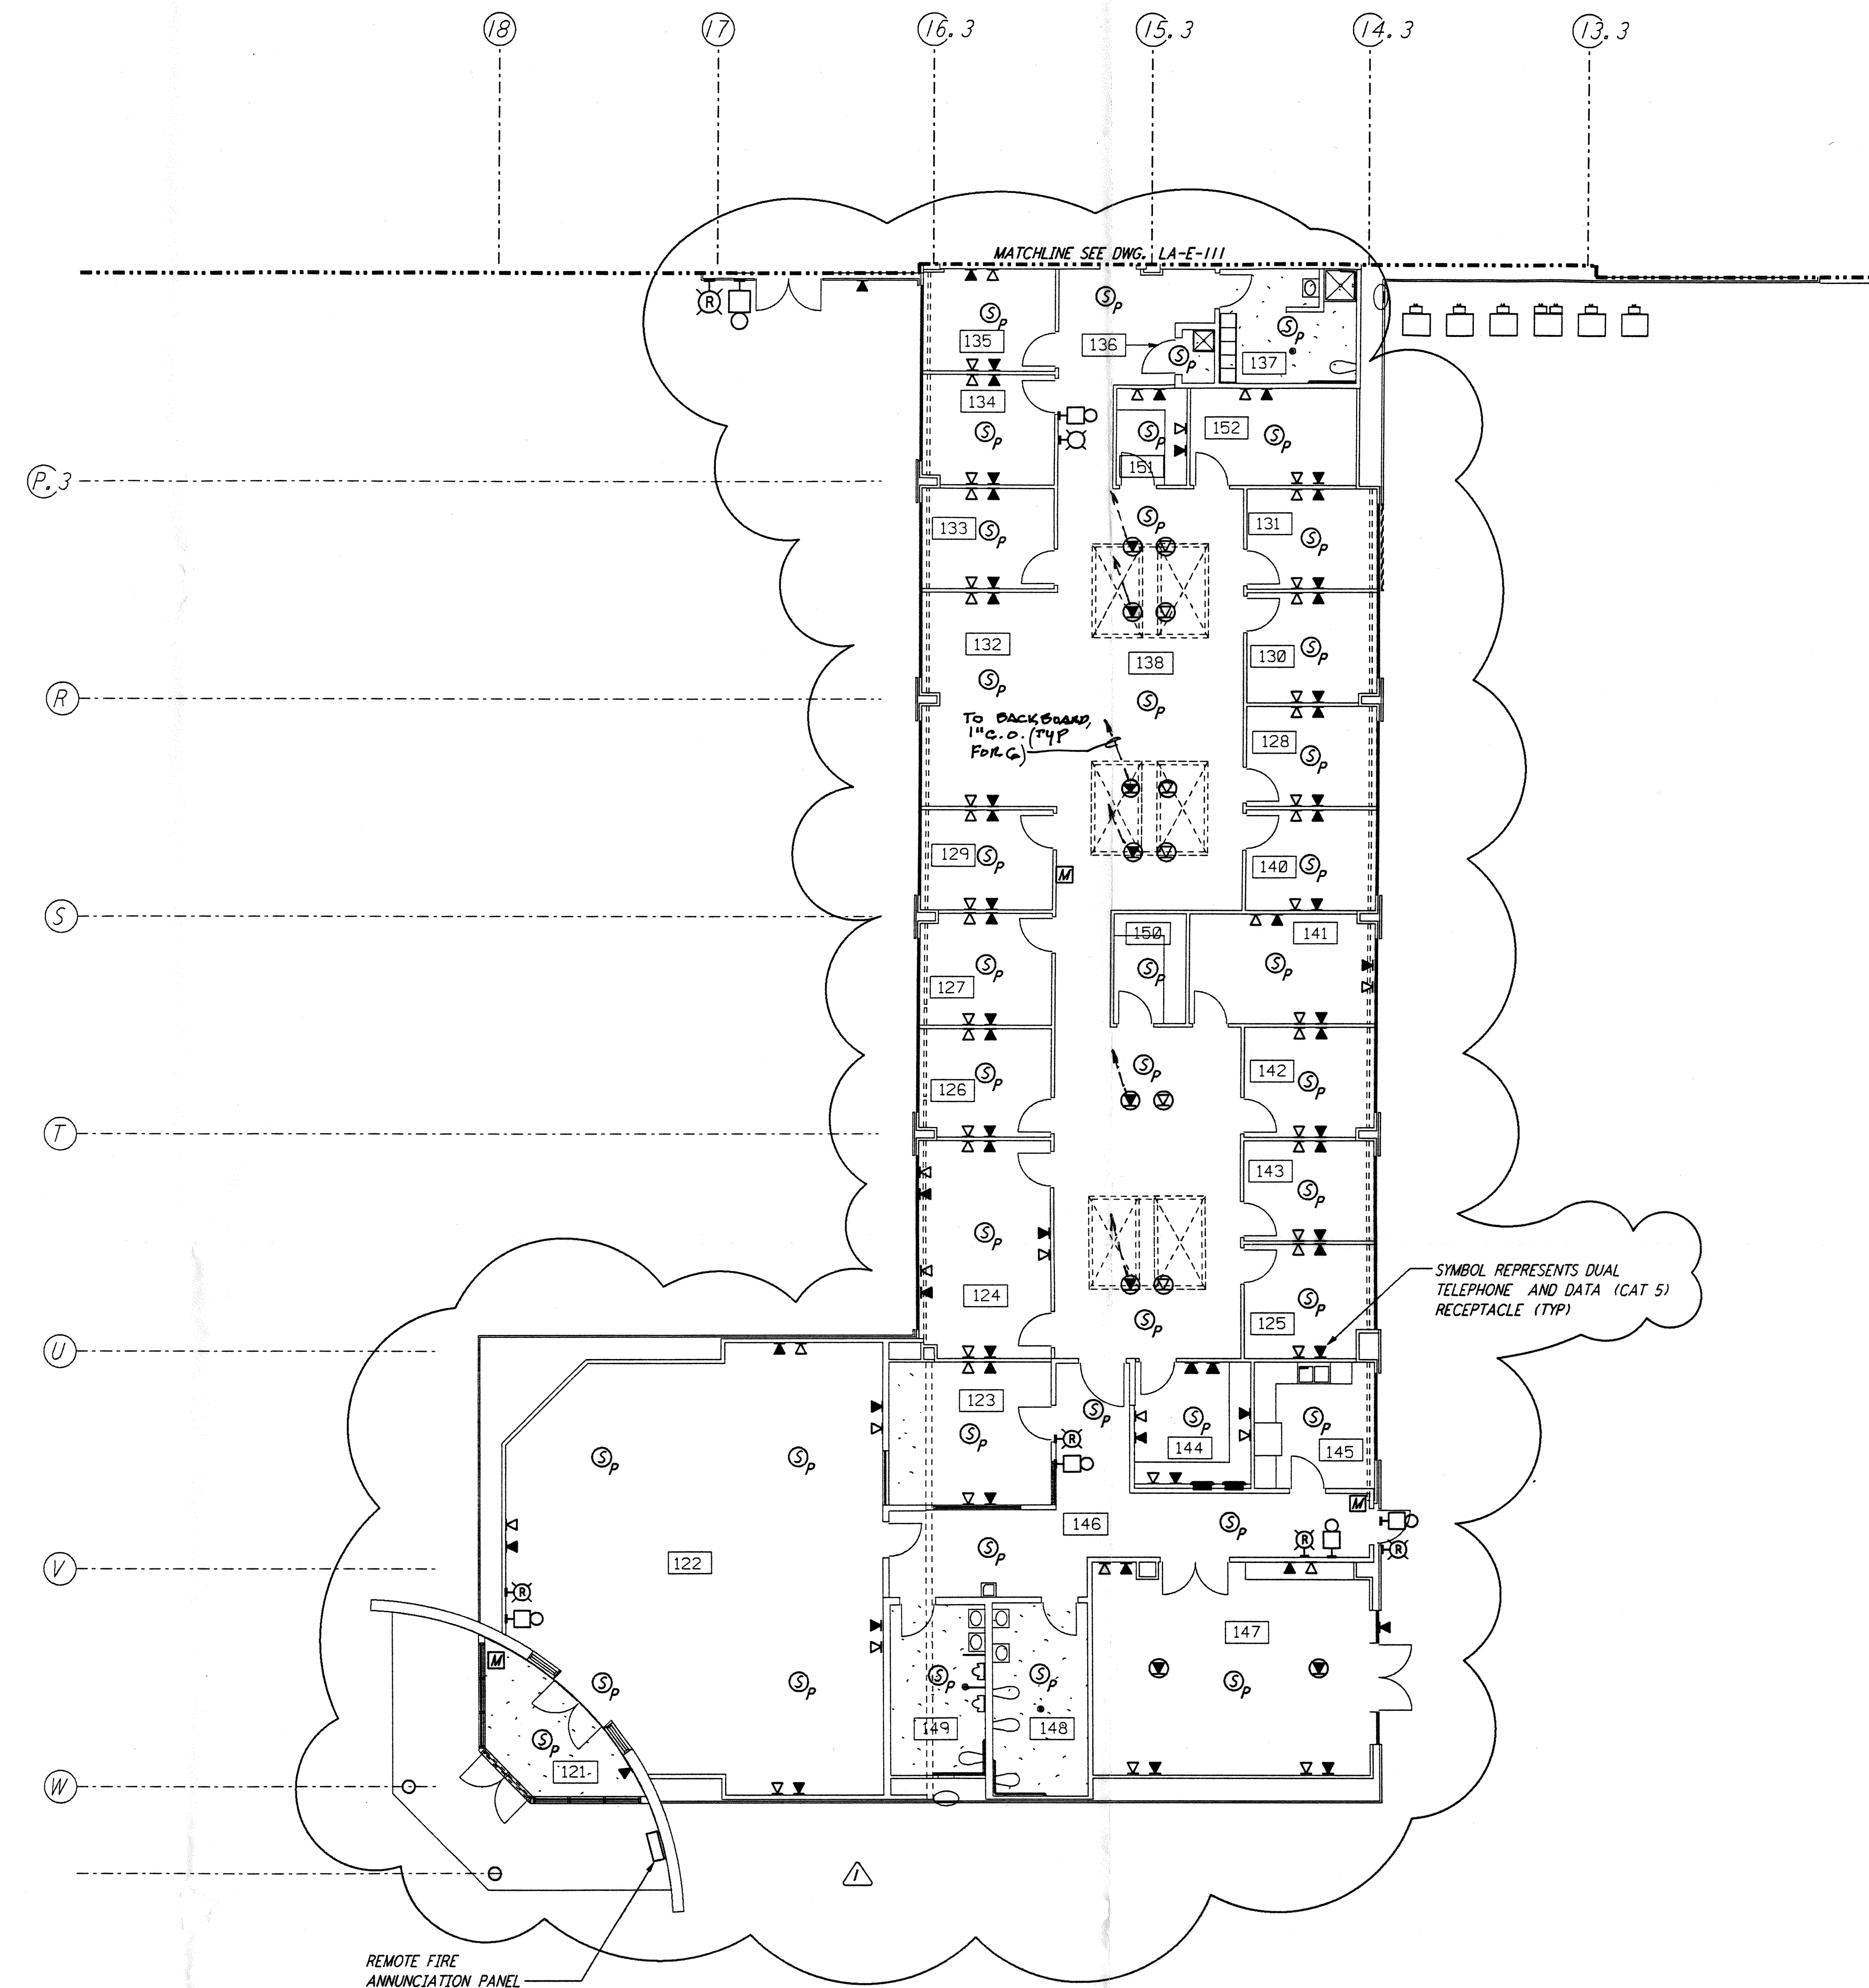 18 17 16.3 15.3 14.3 13.3
MATCHLINE SEE DWG. LA-E-111
R
135
136
137
134
152
151
P.3
133
131
132
130
138
R
TO BACKBOARD,
1" C.O. (TYP
FOR 6)
128
129
140
M
S
150
141
127
126
142
T
143
124
125
SYMBOL REPRESENTS DUAL
TELEPHONE AND DATA (CAT 5)
RECEPTACLE (TYP)
U
123
R
144
145
M
146
R
R
V
122
R
147
M
149
148
121
W
1
REMOTE FIRE
ANNUNCIATION PANEL